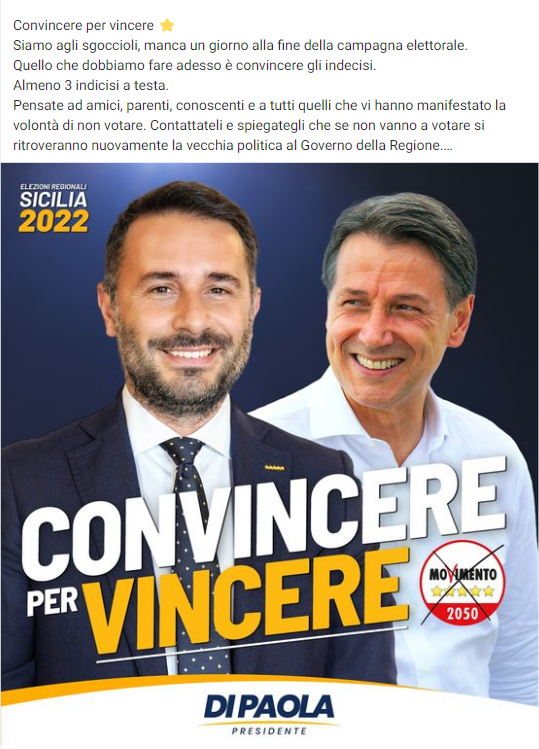 Convincere per vincere ⭐
Siamo agli sgoccioli, manca un giorno alla fine della campagna elettorale.
Quello che dobbiamo fare adesso è convincere gli indecisi.
Almeno 3 indicisi a testa.
Pensate ad amici, parenti, conoscenti e a tutti quelli che vi hanno manifestato la
volontà di non votare. Contattateli e spiegategli che se non vanno a votare si
ritroveranno nuovamente la vecchia politica al Governo della Regione....
ELEZIONI REGIONALI
SICILIA
2022
CONVINCERE
PER VINCERE
MOVIMENTO
2050
DI PAOLA
PRESIDENTE